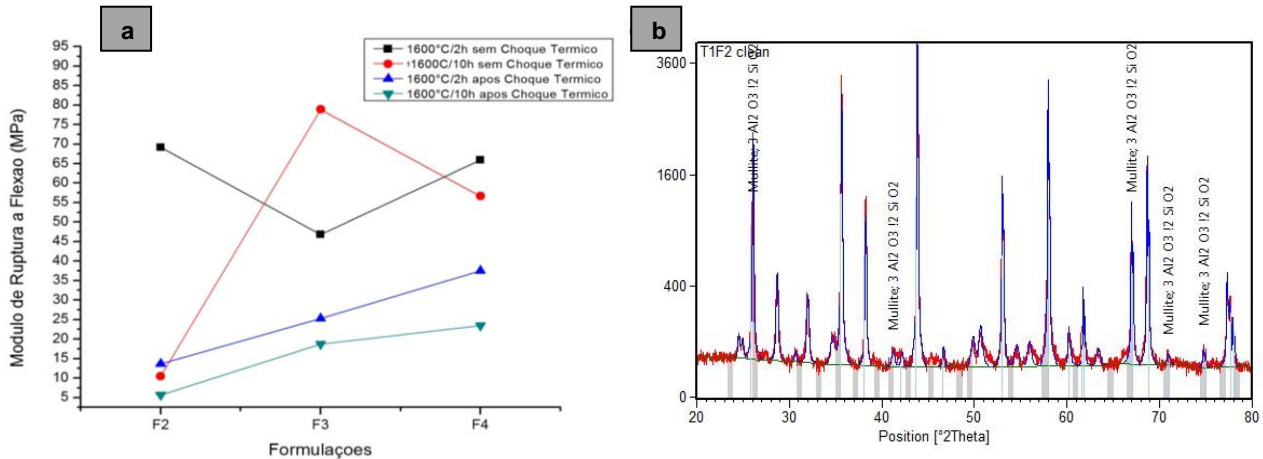 a
95
90
85
80
75
70
65
60
55
50
45
40
35
30
25
20
15
10
5
Modulo de Ruptura a Flexao (MPa)
1600°C/2h sem Choque Termico
1600C/10h sem Choque Termico
1600°C/2h apos Choque Termico
1600°C/10h apos Choque Termico
F2
F3
F4
Formulaçoes
b
T1F2 clean
3600
1600
400
0
Mullite; 3 Al2 O3 !2 Si O2
Mullite; 3 Al2 O3 !2 Si O2
Mullite; 3 Al2 O3 !2 Si O2
Mullite; 3 Al2 O3 !2 Si O2
Mullite; 3 Al2 O3 !2 Si O2
20
30
40
50
60
70
80
Position [°2Theta]